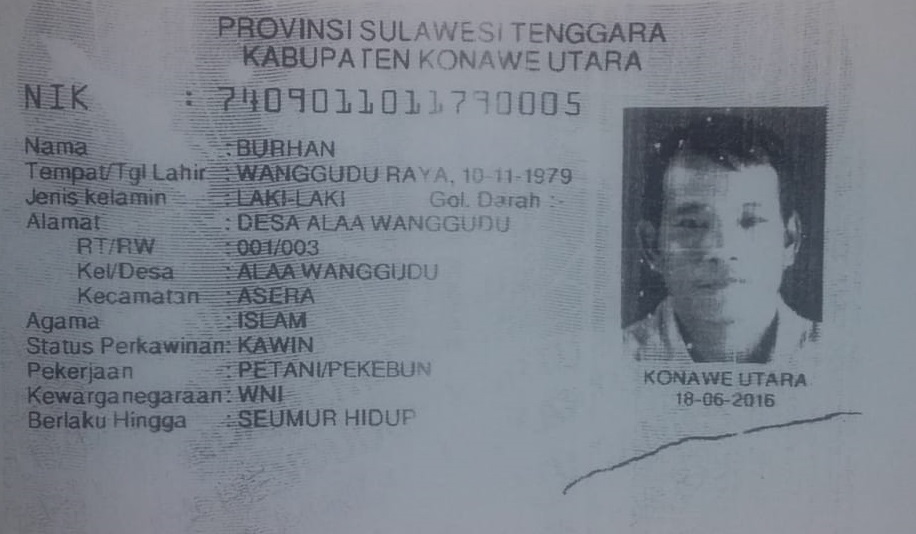 PROVINSI SULAWESI TENGGARA
KABUPATEN KONAWE UTARA
NIK : 7409011011790005
Nama : BURHAN
Tempat/Tgl Lahir : WANGGUDU RAYA, 10-11-1979
Jenis kelamin : LAKI-LAKI Gol. Darah :-
Alamat : DESA ALAA WANGGUDU
RT/RW : 001/003
Kel/Desa : ALAA WANGGUDU
Kecamatan : ASERA
Agama : ISLAM
Status Perkawinan: KAWIN
Pekerjaan : PETANI/PEKEBUN
Kewarganegaraan: WNI
Berlaku Hingga : SEUMUR HIDUP
KONAWE UTARA
18-06-2016